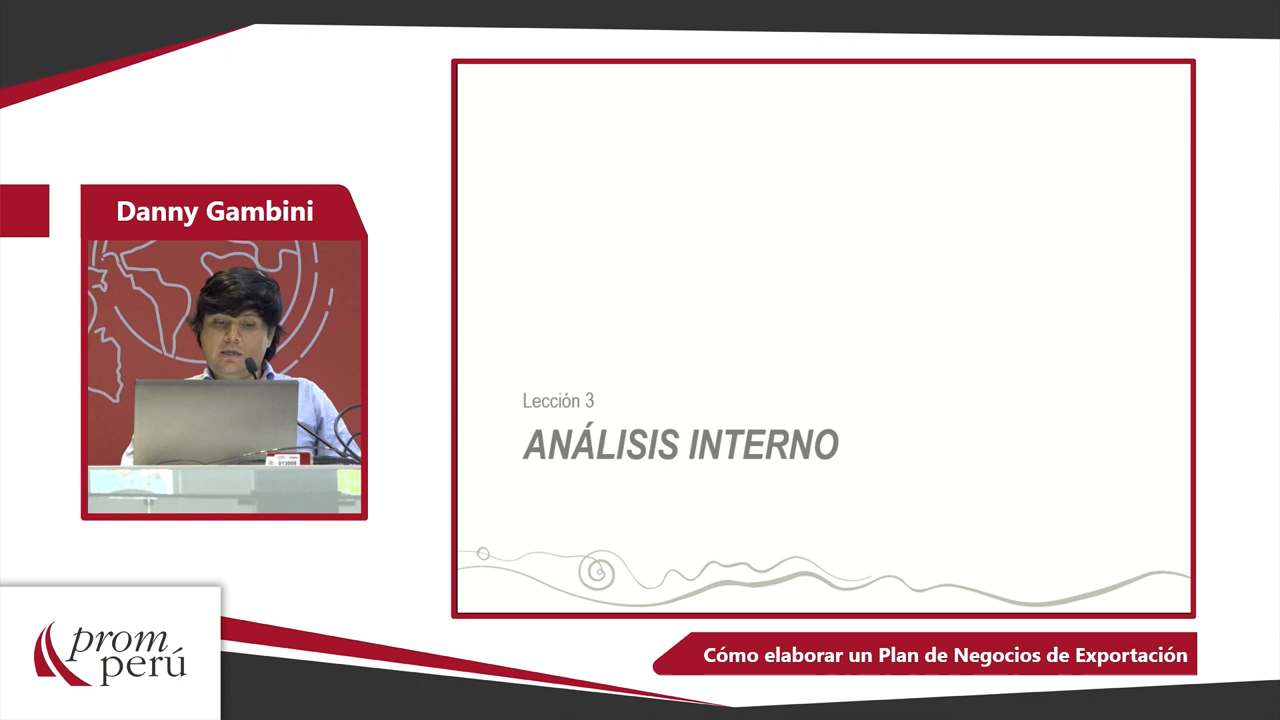 Danny Gambini
Lección 3
ANÁLISIS INTERNO
prom
perú
Cómo elaborar un Plan de Negocios de Exportación